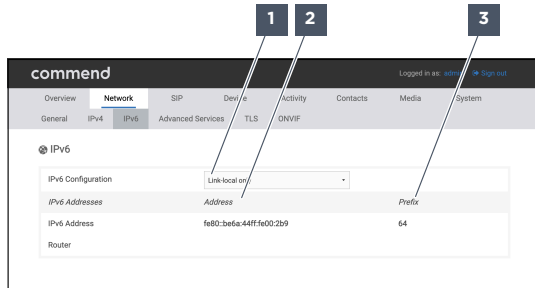 1 2 3
commend Logged in as: admin Sign out
Overview Network SIP Device Activity Contacts Media System
General IPv4 IPv6 Advanced Services TLS ONVIF
IPv6
IPv6 Configuration Link-local only
IPv6 Addresses Address Prefix
IPv6 Address fe80::be6a:44ff:fe00:2b9 64
Router